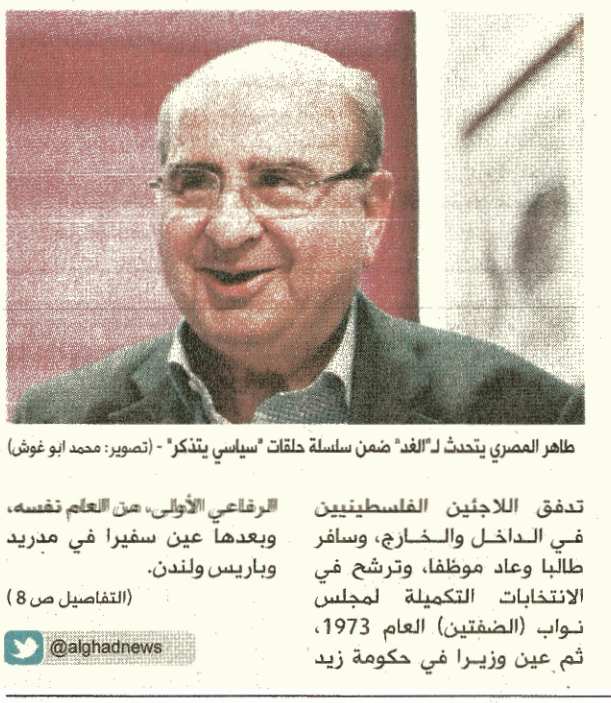 طاهر المصري يتحدث لـ"الغد" ضمن سلسلة حلقات "سياسي يتذكر" - (تصوير: محمد ابو غوش)
تدفق اللاجئين الفلسطينيين
في الداخل والخارج، وسافر
طالبا وعاد موظفا، وترشح في
الانتخابات التكميلة لمجلس
نواب (الضفتين) العام 1973،
ثم عين وزيرا في حكومة زيد
الرفاعي الأولى، من العام نفسه،
وبعدها عين سفيرا في مدريد
وباريس ولندن.
(التفاصيل ص 8)
@alghadnews